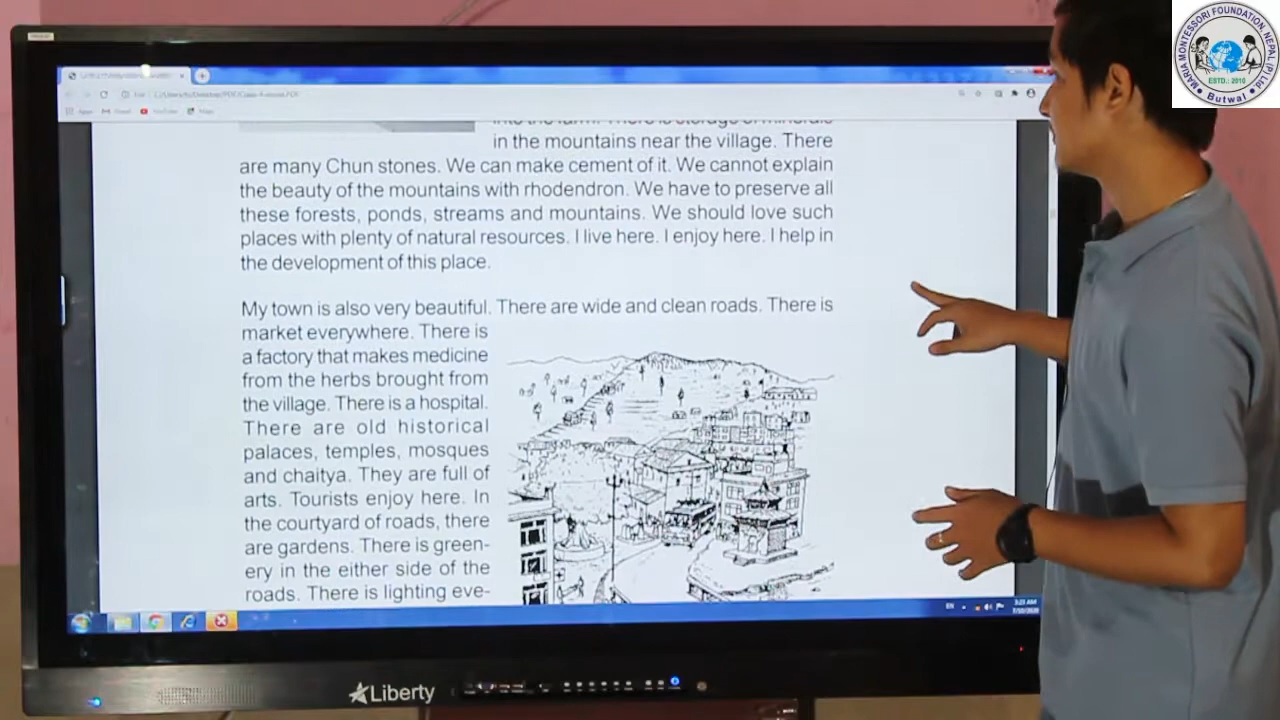 in the mountains near the village. There
are many Chun stones. We can make cement of it. We cannot explain
the beauty of the mountains with rhodendron. We have to preserve all
these forests, ponds, streams and mountains. We should love such
places with plenty of natural resources. I live here. I enjoy here. I help in
the development of this place.
My town is also very beautiful. There are wide and clean roads. There is
market everywhere. There is
a factory that makes medicine
from the herbs brought from
the village. There is a hospital.
There are old historical
palaces, temples, mosques
and chaitya. They are full of
arts. Tourists enjoy here. In
the courtyard of roads, there
are gardens. There is green-
ery in the either side of the
roads. There is lighting eve-
EN
3:23 AM
Liberty
MARIA MONTESSORI FOUNDATION, NEPAL (P) Ltd
ESTD.: 2010
Butwal